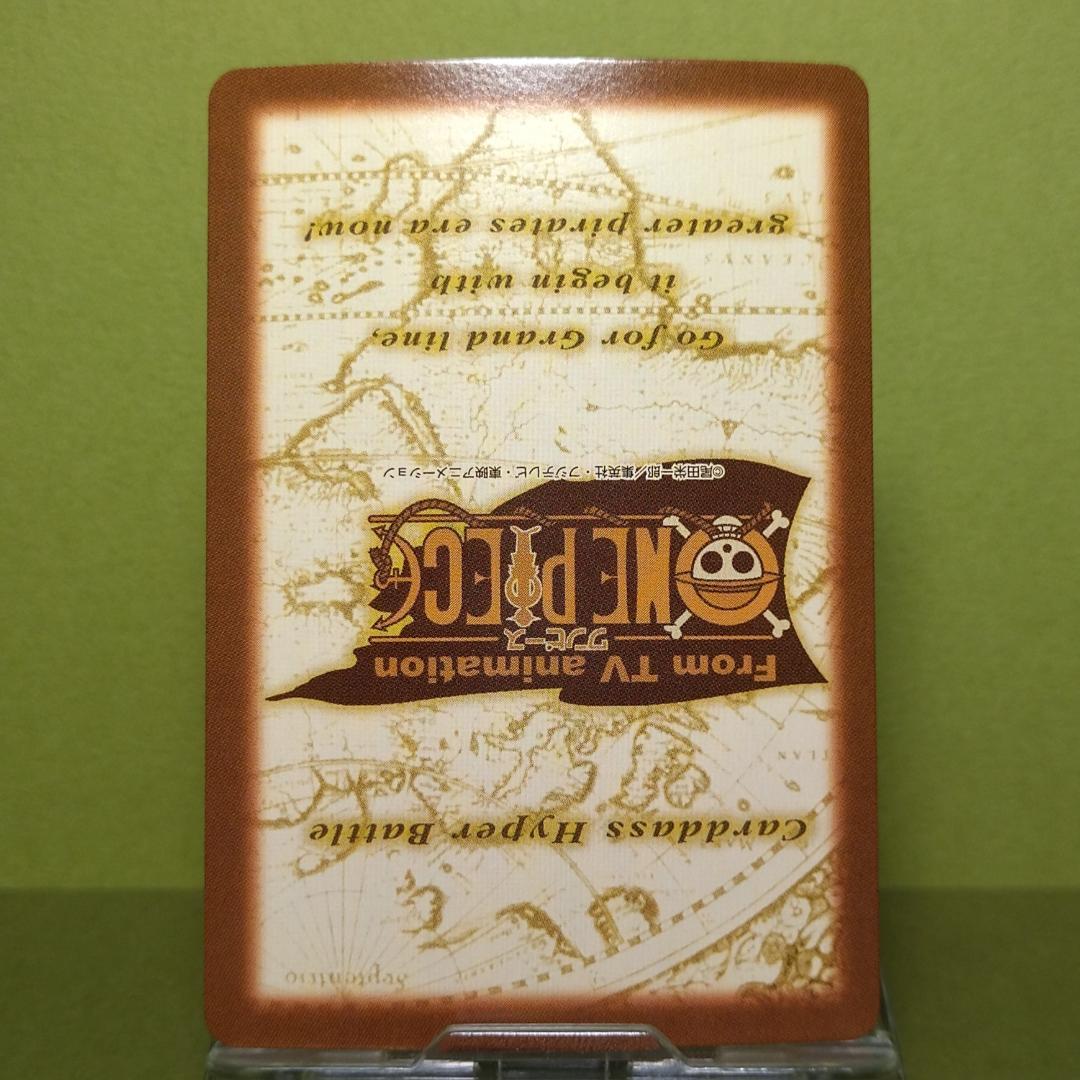 Carddass Hyper Battle
From TV animation
ワンピース
ONE PIECE
©尾田栄一郎/集英社・フジテレビ・東映アニメーション
Go for Grand line,
it begin with
greater pirates era now!
Septentrio